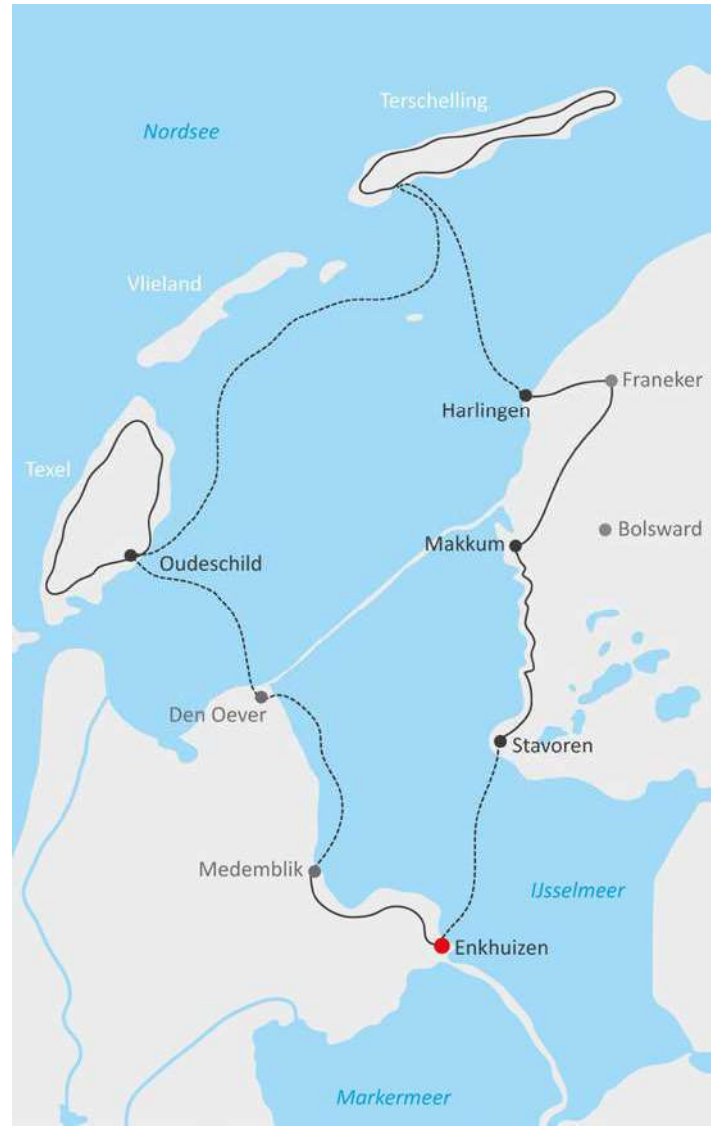 Terschelling
Nordsee
Vlieland
Franeker
Harlingen
Texel
Bolsward
Makkum
Oudeschild
Den Oever
Stavoren
Medemblik
IJsselmeer
Enkhuizen
Markermeer